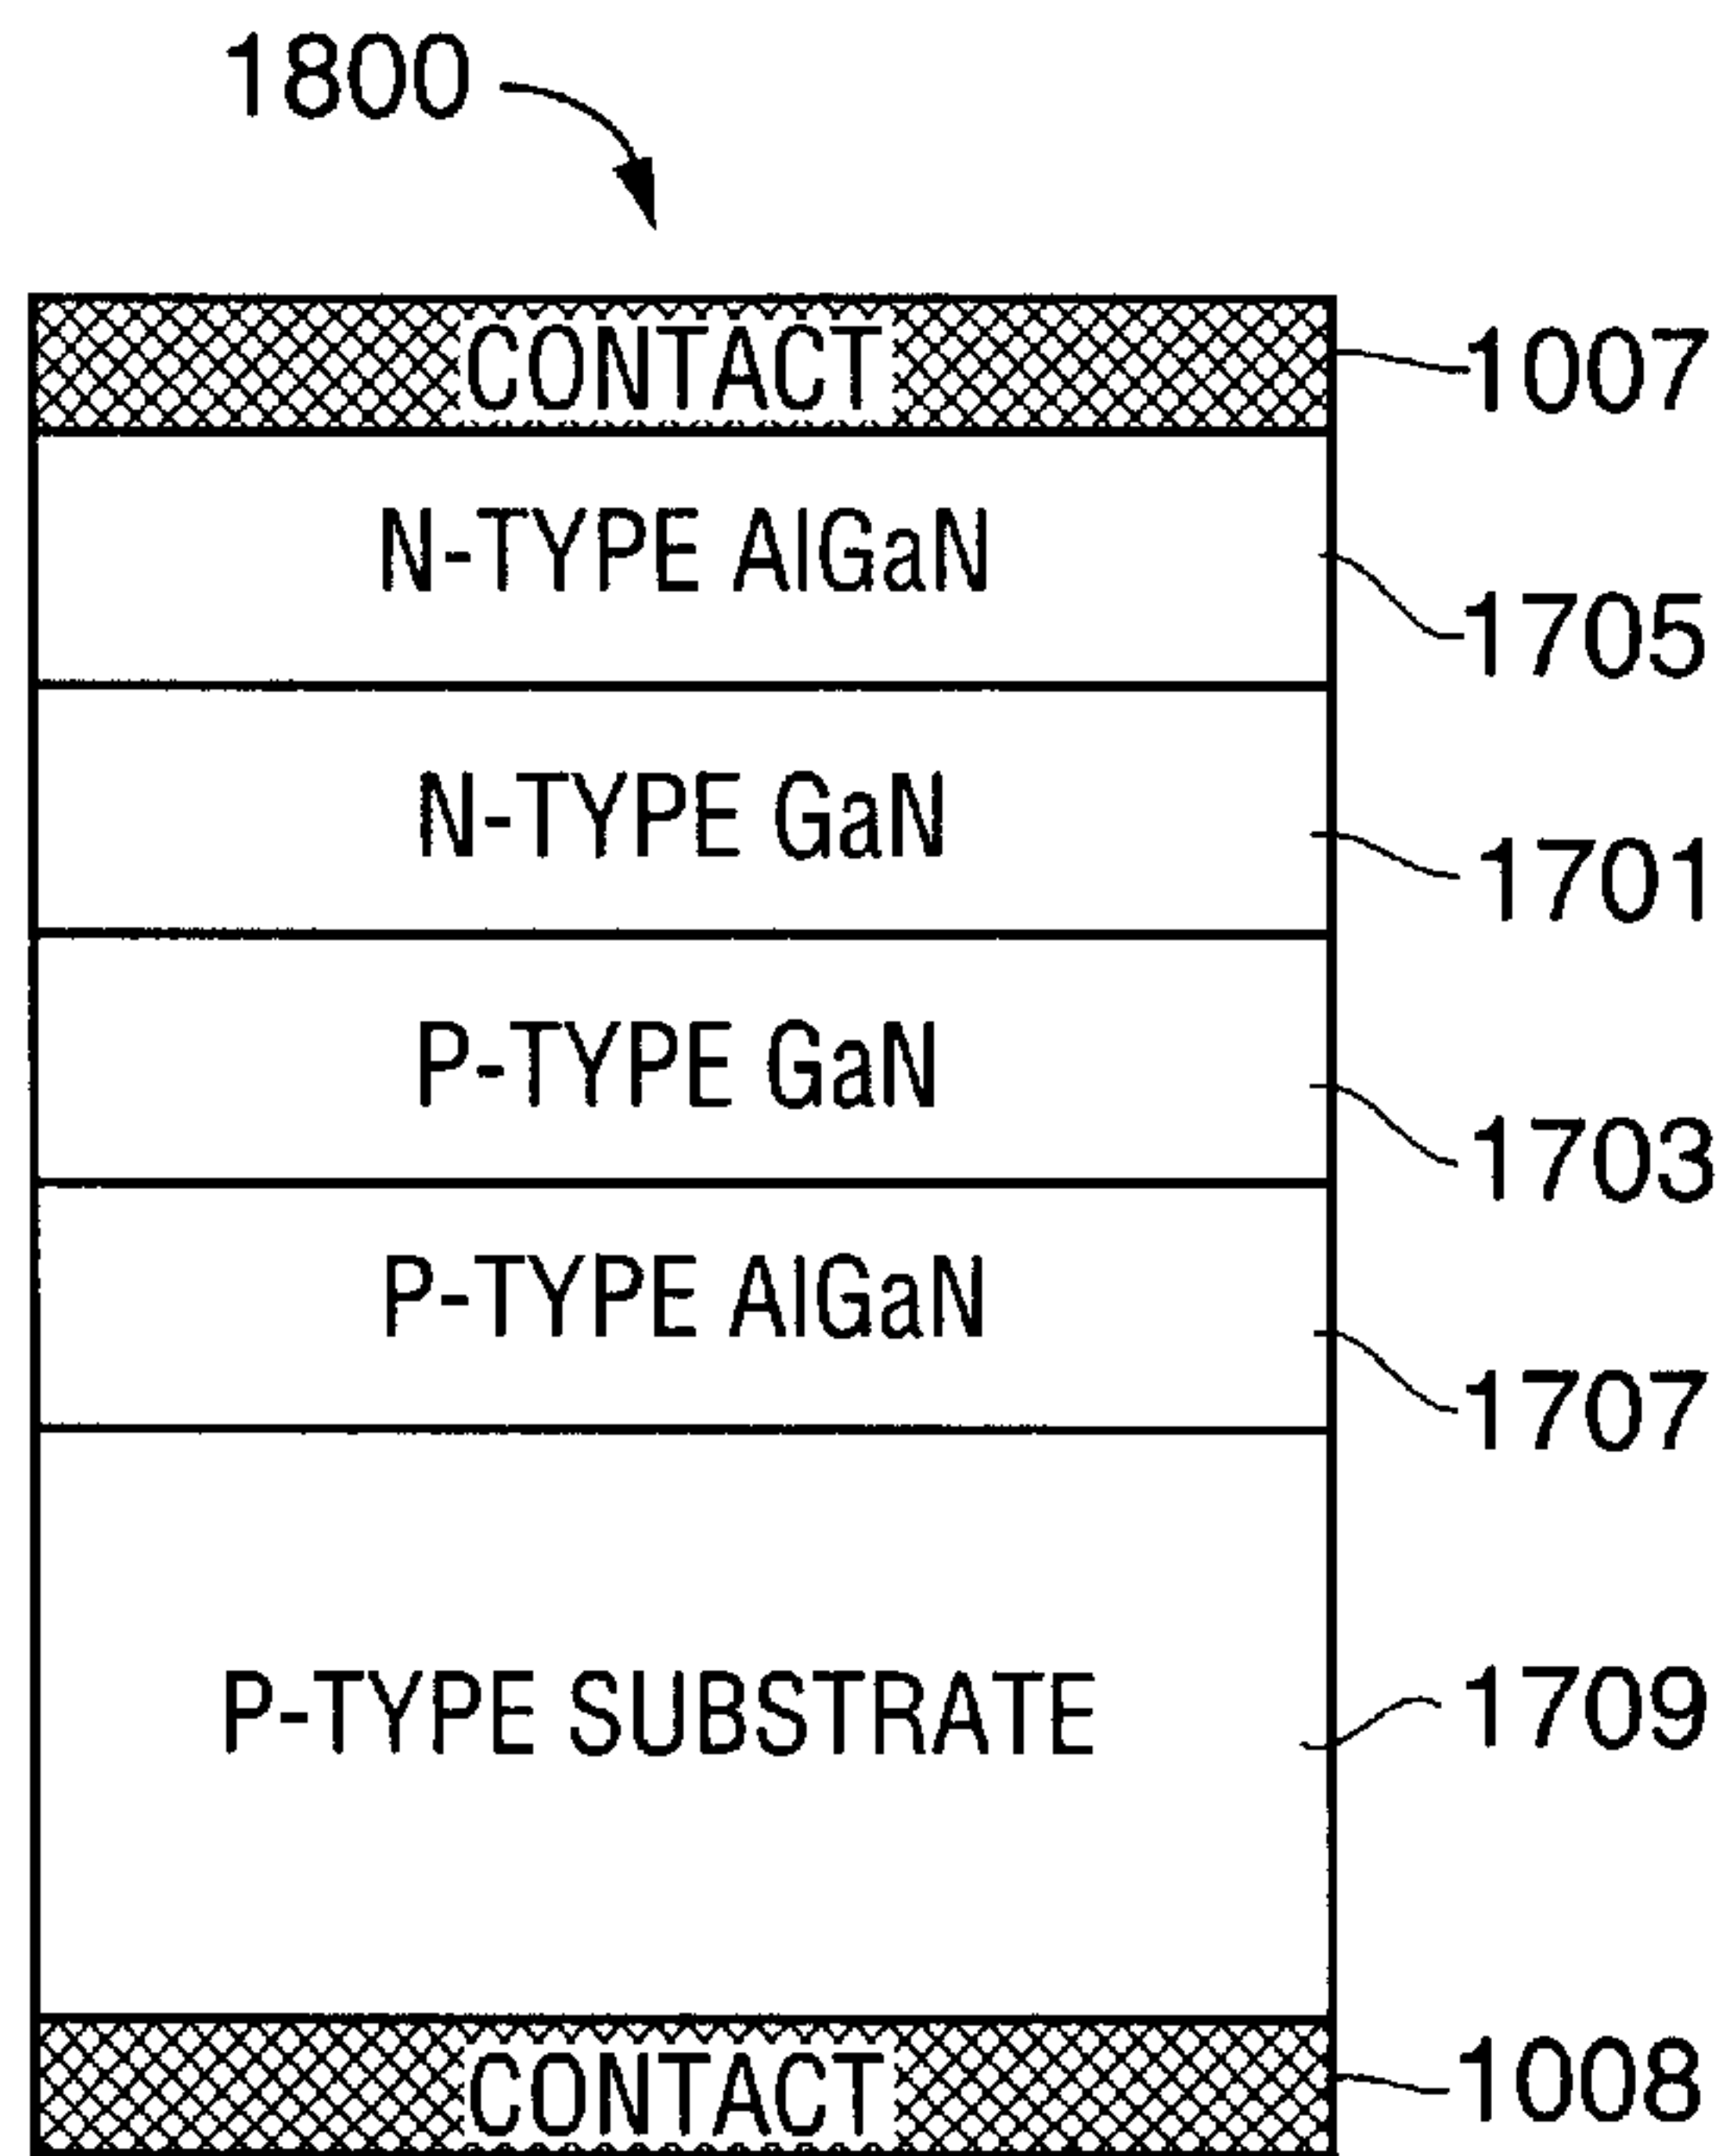 1800
CONTACT 1007
N-TYPE AlGaN 1705
N-TYPE GaN 1701
P-TYPE GaN 1703
P-TYPE AlGaN 1707
P-TYPE SUBSTRATE 1709
CONTACT 1008